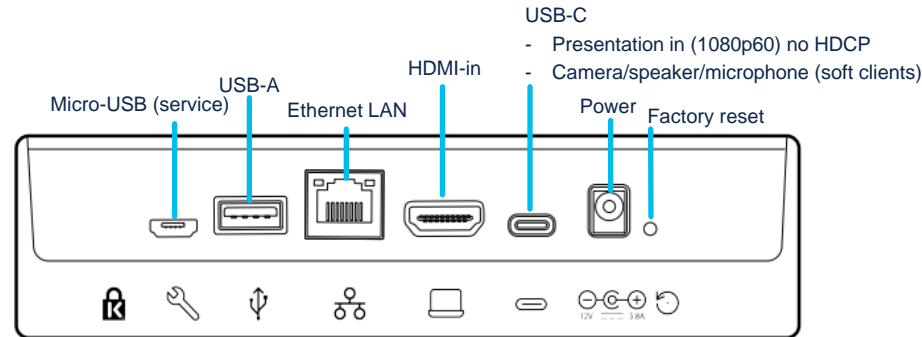 USB-C
- Presentation in (1080p60) no HDCP
- Camera/speaker/microphone (soft clients)
HDMI-in
USB-A
Micro-USB (service)
Ethernet LAN
Power
Factory reset
K
12V
3.8A